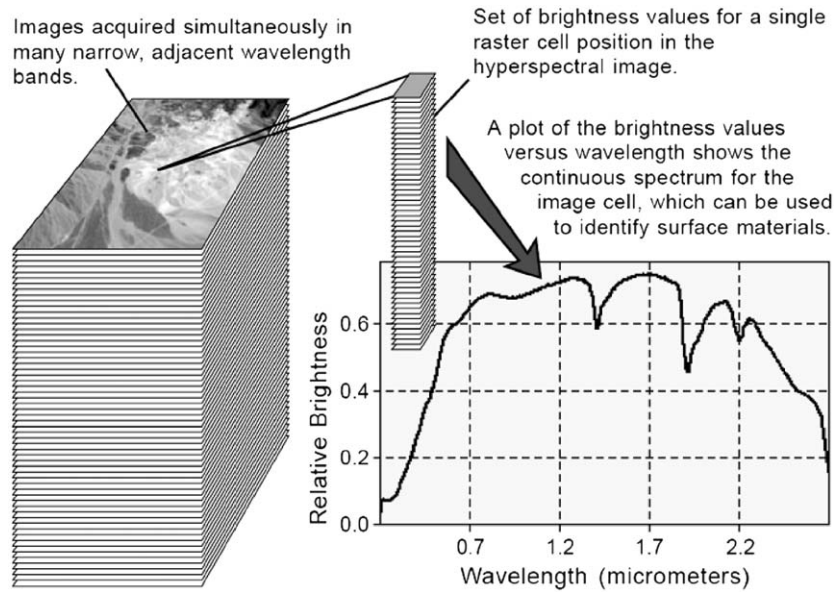 Images acquired simultaneously in
many narrow, adjacent wavelength
bands.
Set of brightness values for a single
raster cell position in the
hyperspectral image.
A plot of the brightness values
versus wavelength shows the
continuous spectrum for the
image cell, which can be used
to identify surface materials.
Relative Brightness
0.6
0.4
0.2
0.0
0.7 1.2 1.7 2.2
Wavelength (micrometers)